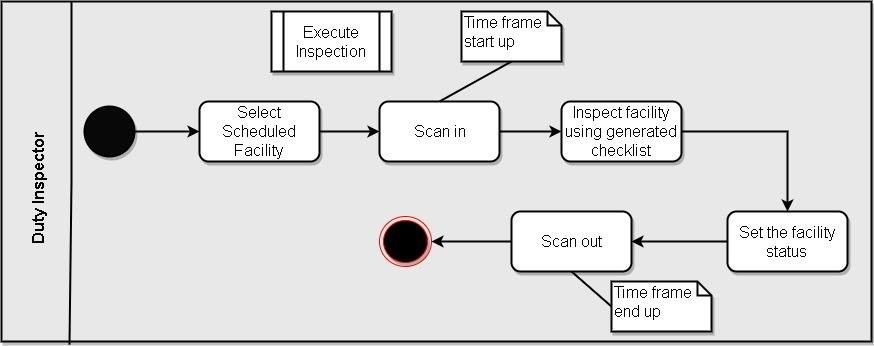 Execute
Inspection
Time frame
start up
Duty Inspector
Select
Scheduled
Facility
Scan in
Inspect facility
using generated
checklist
Scan out
Set the facility
status
Time frame
end up